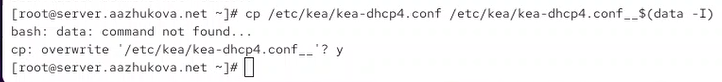 [root@server.aazhukova.net ~]# cp /etc/kea/kea-dhcp4.conf /etc/kea/kea-dhcp4.conf__$(data -I)
bash: data: command not found...
cp: overwrite '/etc/kea/kea-dhcp4.conf__'? y
[root@server.aazhukova.net ~]#